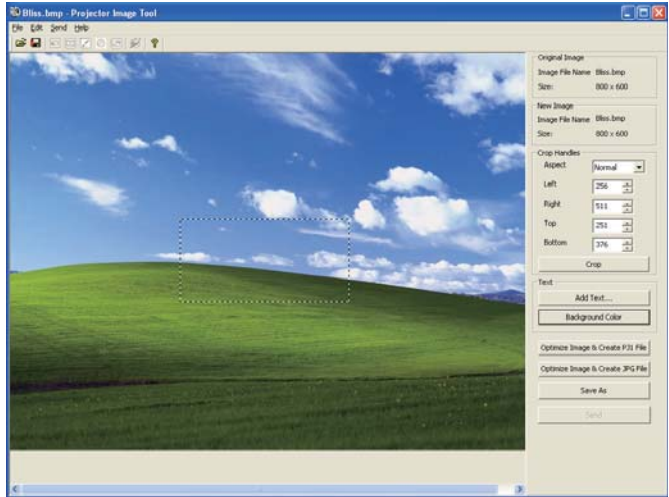 Bliss.bmp - Projector Image Tool
File Edit Send Help
Original Image
Image File Name Bliss.bmp
Size: 800 x 600
New Image
Image File Name Bliss.bmp
Size: 800 x 600
Crop Handles
Aspect Normal
Left 256
Right 511
Top 251
Bottom 376
Crop
Text
Add Text...
Background Color
Optimize Image & Create PJI File
Optimize Image & Create JPG File
Save As
Send